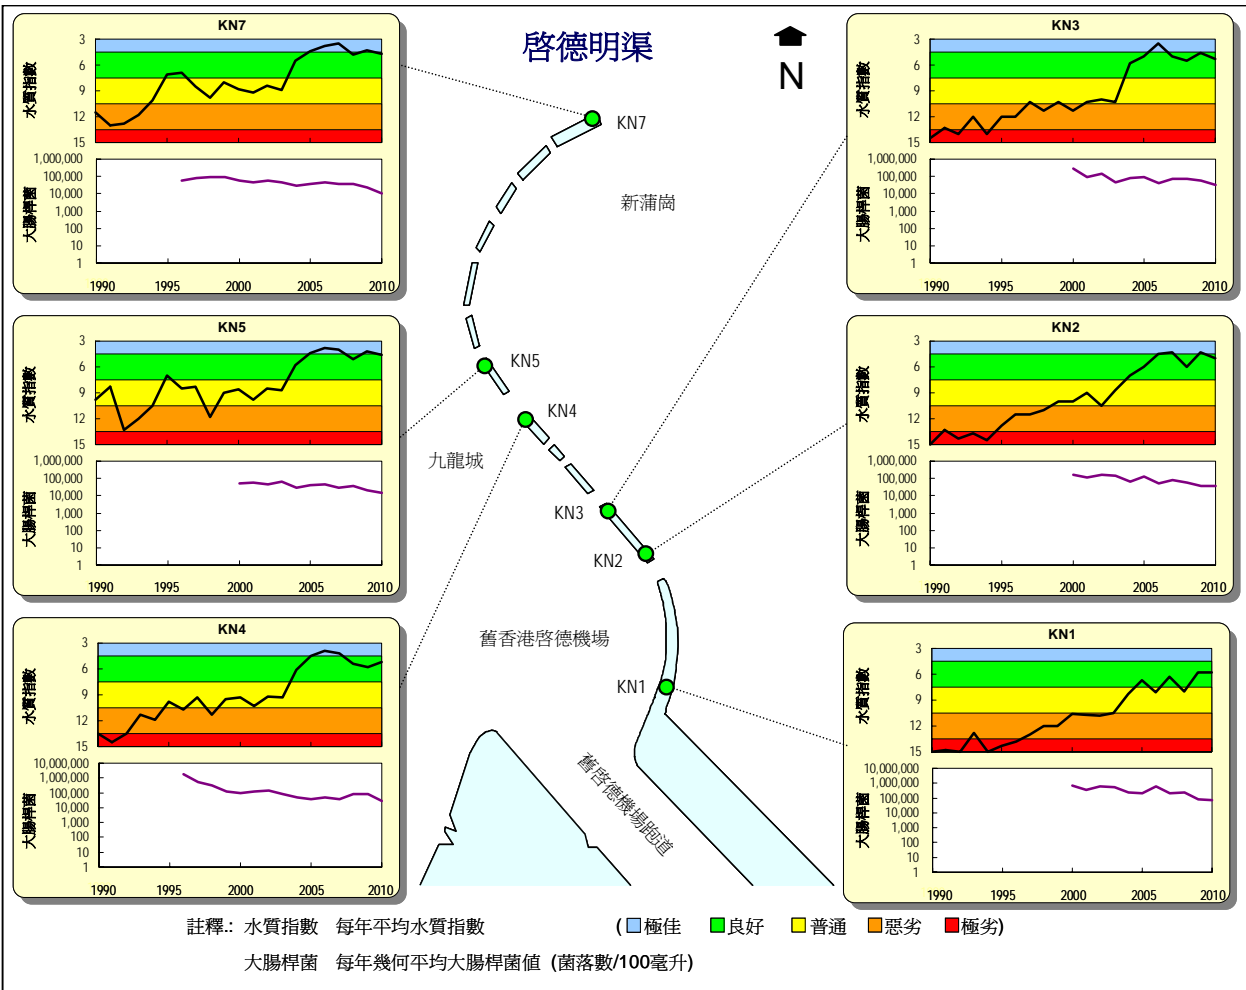 啓德明渠
N
KN7
水質指數
3
6
9
12
15
大腸桿菌
1,000,000
100,000
10,000
1,000
100
10
1
1990 1995 2000 2005 2010
KN5
水質指數
3
6
9
12
15
大腸桿菌
1,000,000
100,000
10,000
1,000
100
10
1
1990 1995 2000 2005 2010
KN4
水質指數
3
6
9
12
15
大腸桿菌
10,000,000
1,000,000
100,000
10,000
1,000
100
10
1
1990 1995 2000 2005 2010
KN7
新蒲崗
KN5
KN4
九龍城
KN3
KN2
舊香港啓德機場
KN1
舊啓德機場跑道
KN3
水質指數
3
6
9
12
15
大腸桿菌
1,000,000
100,000
10,000
1,000
100
10
1
1990 1995 2000 2005 2010
KN2
水質指數
3
6
9
12
15
大腸桿菌
1,000,000
100,000
10,000
1,000
100
10
1
1990 1995 2000 2005 2010
KN1
水質指數
3
6
9
12
15
大腸桿菌
10,000,000
1,000,000
100,000
10,000
1,000
100
10
1
1990 1995 2000 2005 2010
註釋.: 水質指數 每年平均水質指數 ( 極佳 良好 普通 惡劣 極劣)
大腸桿菌 每年幾何平均大腸桿菌值 (菌落數/100毫升)